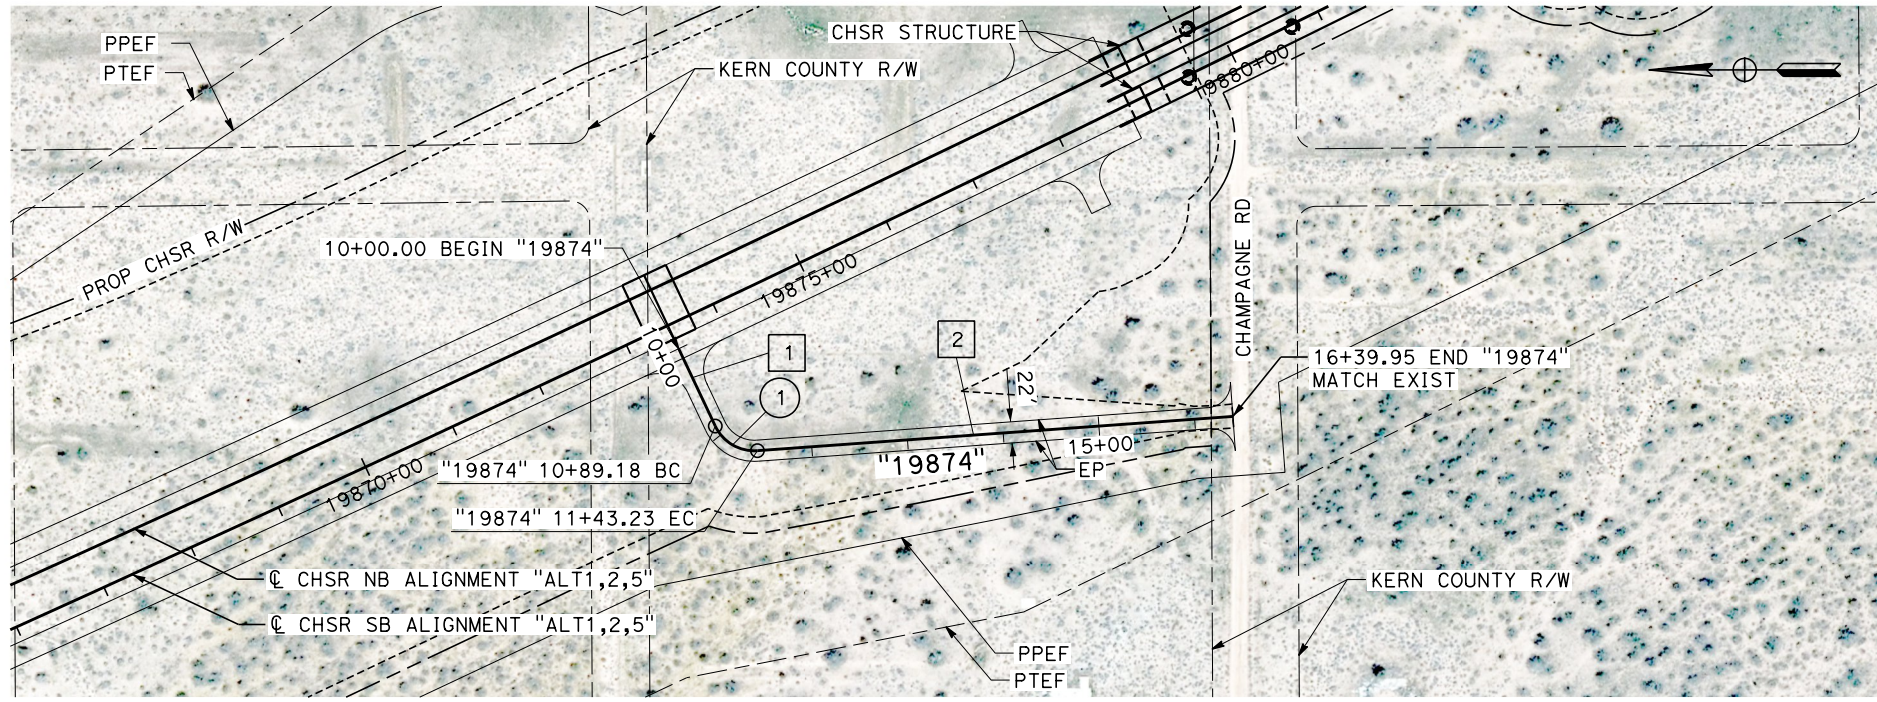 PPEF
PTEF
CHSR STRUCTURE
KERN COUNTY R/W
19880+00
PROP CHSR R/W
10+00.00 BEGIN "19874"
19875+00
10+00
1
2
1
22'
CHAMPAGNE RD
16+39.95 END "19874"
MATCH EXIST
15+00
"19874"
EP
19870+00
"19874" 10+89.18 BC
"19874" 11+43.23 EC
℄ CHSR NB ALIGNMENT "ALT1,2,5"
℄ CHSR SB ALIGNMENT "ALT1,2,5"
KERN COUNTY R/W
PPEF
PTEF